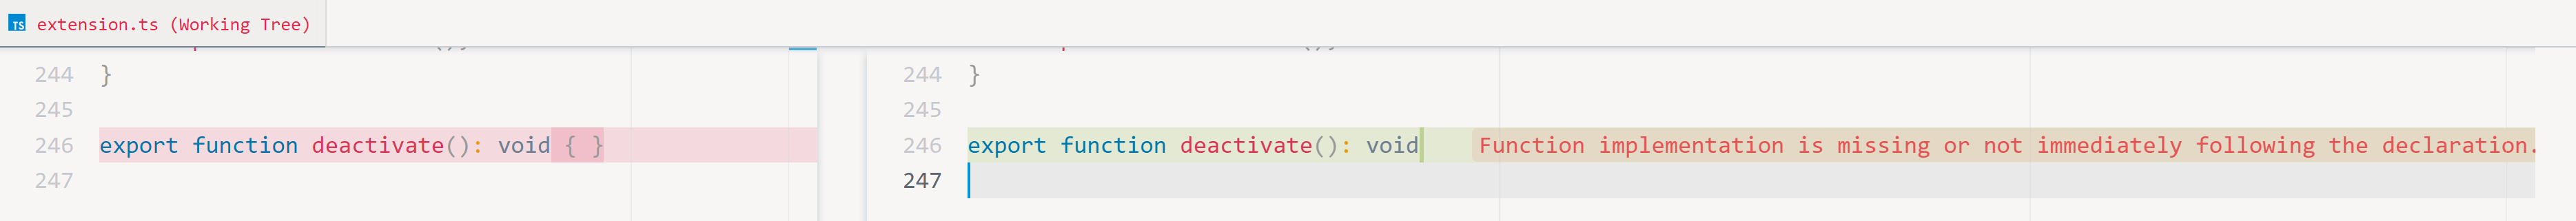 TS extension.ts (Working Tree)
244 }
245
246 export function deactivate(): void { }
247
244 }
245
246 export function deactivate(): void Function implementation is missing or not immediately following the declaration.
247